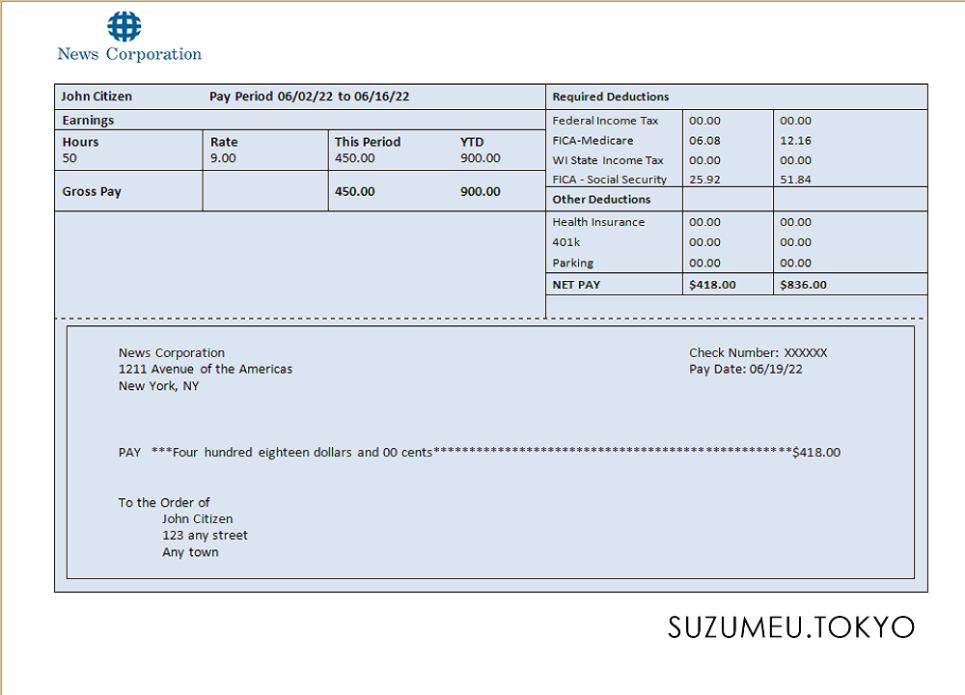 News Corporation
John Citizen Pay Period 06/02/22 to 06/16/22
Earnings
Hours Rate This Period YTD
50 9.00 450.00 900.00
Gross Pay 450.00 900.00
Required Deductions
Federal Income Tax 00.00 00.00
FICA-Medicare 06.08 12.16
WI State Income Tax 00.00 00.00
FICA - Social Security 25.92 51.84
Other Deductions
Health Insurance 00.00 00.00
401k 00.00 00.00
Parking 00.00 00.00
NET PAY $418.00 $836.00
News Corporation
1211 Avenue of the Americas
New York, NY
Check Number: XXXXXX
Pay Date: 06/19/22
PAY ***Four hundred eighteen dollars and 00 cents**************************************************$418.00
To the Order of
John Citizen
123 any street
Any town
SUZUMEU.TOKYO